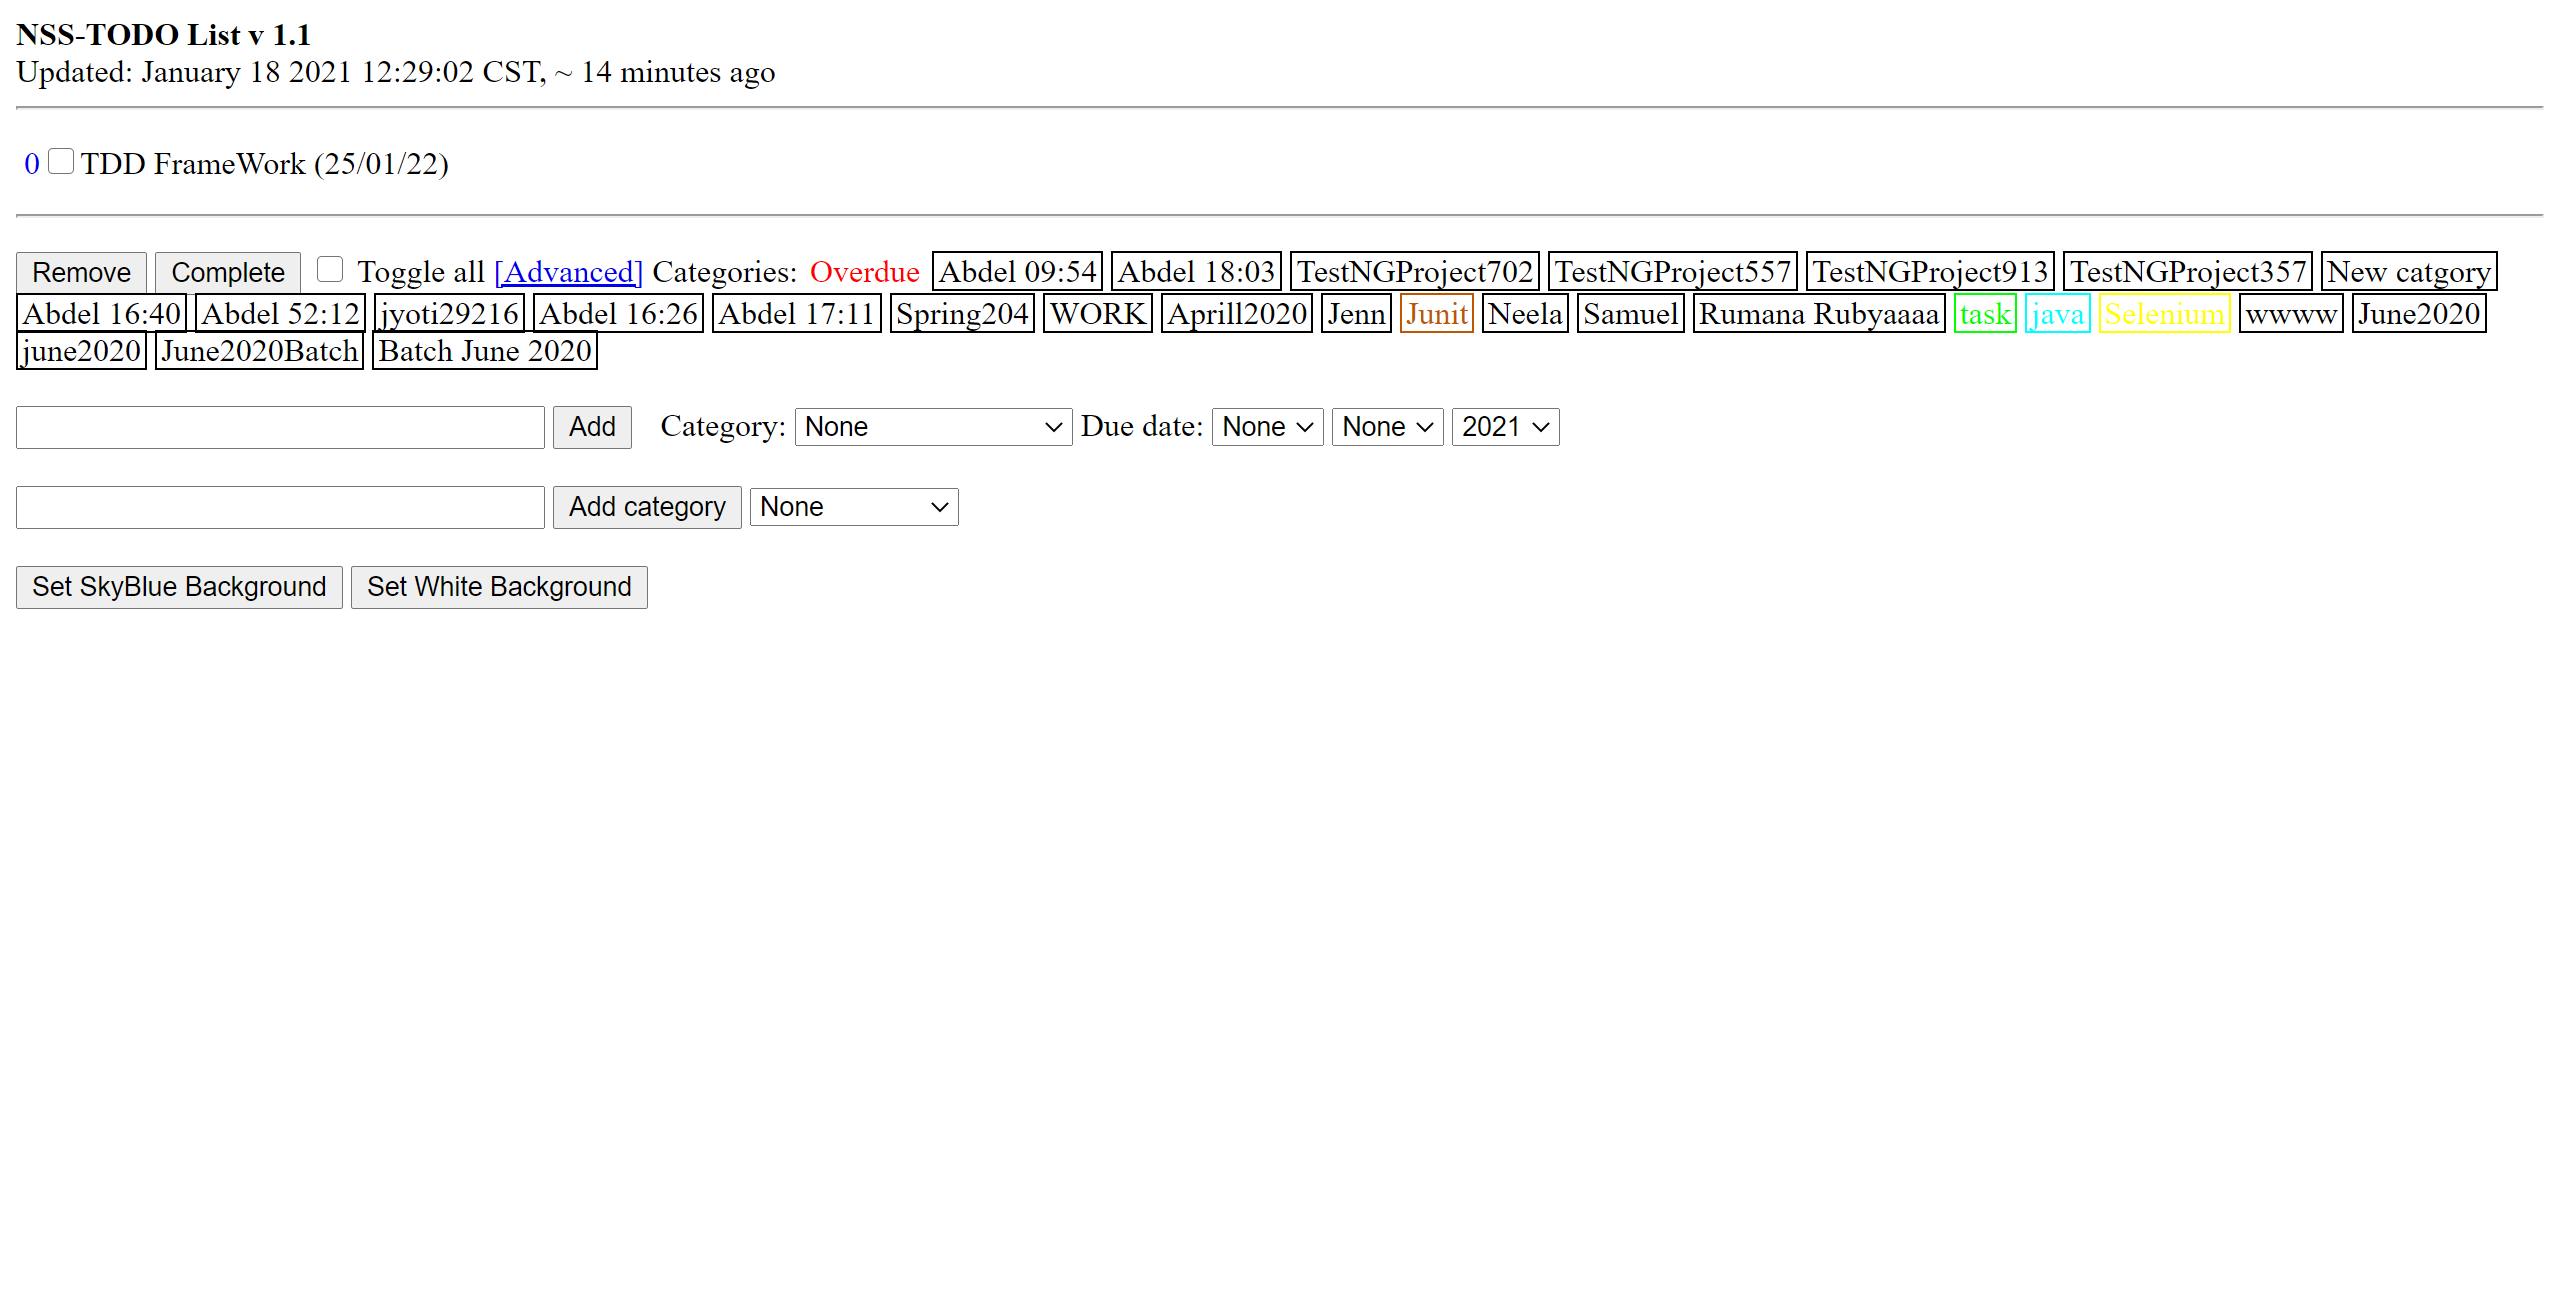 NSS-TODO List v 1.1
Updated: January 18 2021 12:29:02 CST, ~ 14 minutes ago
0 TDD FrameWork (25/01/22)
Remove Complete Toggle all [Advanced] Categories: Overdue Abdel 09:54 Abdel 18:03 TestNGProject702 TestNGProject557 TestNGProject913 TestNGProject357 New catgory
Abdel 16:40 Abdel 52:12 jyoti29216 Abdel 16:26 Abdel 17:11 Spring204 WORK Aprill2020 Jenn Junit Neela Samuel Rumana Rubyaaaa task java Selenium wwww June2020
june2020 June2020Batch Batch June 2020
Add Category: None Due date: None None 2021
Add category None
Set SkyBlue Background Set White Background